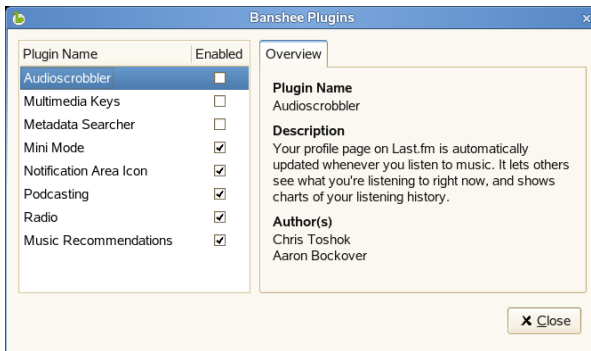 Banshee Plugins
Plugin Name Enabled
Audioscrobbler
Multimedia Keys
Metadata Searcher
Mini Mode
Notification Area Icon
Podcasting
Radio
Music Recommendations
Overview
Plugin Name
Audioscrobbler
Description
Your profile page on Last.fm is automatically
updated whenever you listen to music. It lets others
see what you're listening to right now, and shows
charts of your listening history.
Author(s)
Chris Toshok
Aaron Bockover
Close